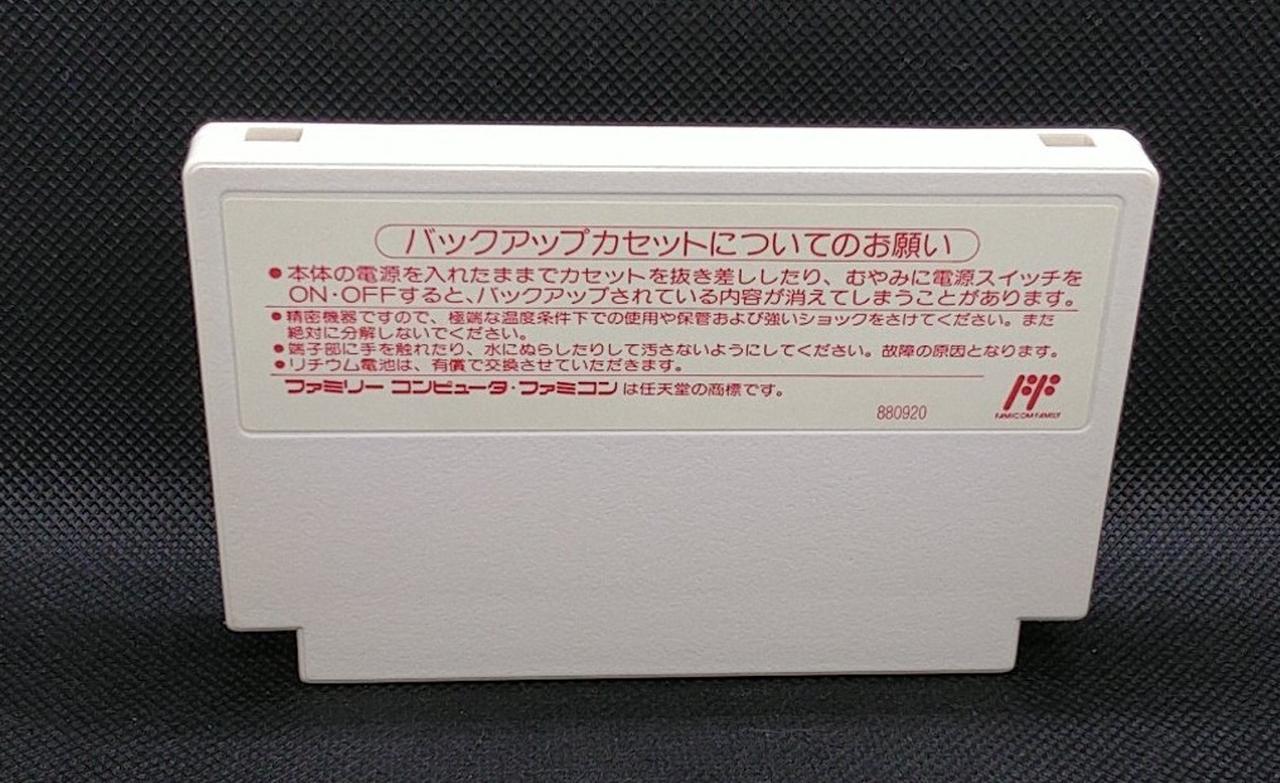 バックアップカセットについてのお願い
●本体の電源を入れたままでカセットを抜き差ししたり、むやみに電源スイッチを
ON・OFFすると、バックアップされている内容が消えてしまうことがあります。
●精密機器ですので、極端な温度条件下での使用や保管および強いショックをさけてください。また
絶対に分解しないでください。
●端子部に手を触れたり、水にぬらしたりして汚さないようにしてください。故障の原因となります。
●リチウム電池は、有償で交換させていただきます。
ファミリー コンピュータ・ファミコンは任天堂の商標です。
FAMICOM FAMILY
880920